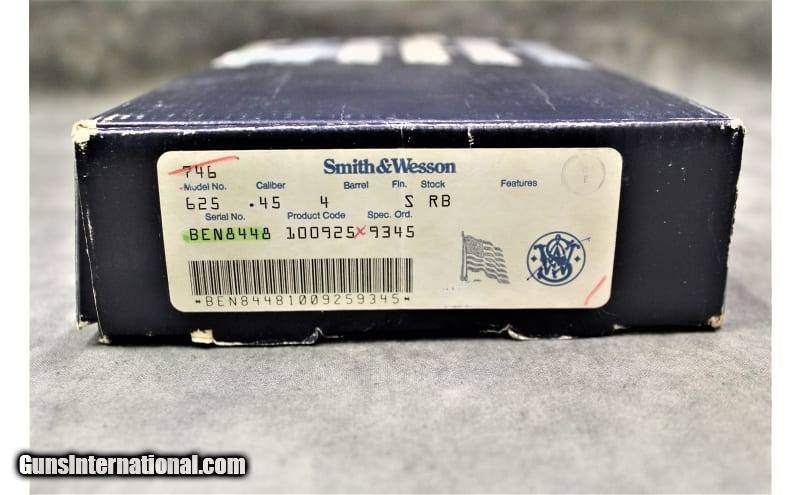 746
Smith&Wesson
Model No. Caliber Barrel Fin. Stock Features
625 .45 4 S RB
Serial No. Product Code Spec. Ord.
BEN8448 100925 x 9345
*BEN84481009259345*
GunsInternational.com